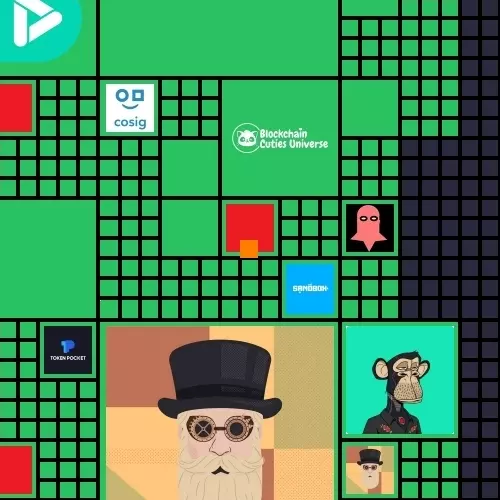 cosig
Blockchain
Cuties Universe
SANDBOX
TOKEN POCKET